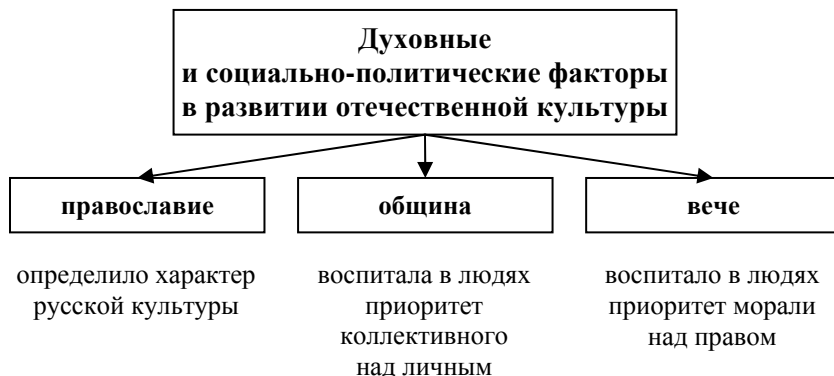 Духовные
и социально-политические факторы
в развитии отечественной культуры
православие
община
вече
определило характер
русской культуры
воспитала в людях
приоритет
коллективного
над личным
воспитало в людях
приоритет морали
над правом